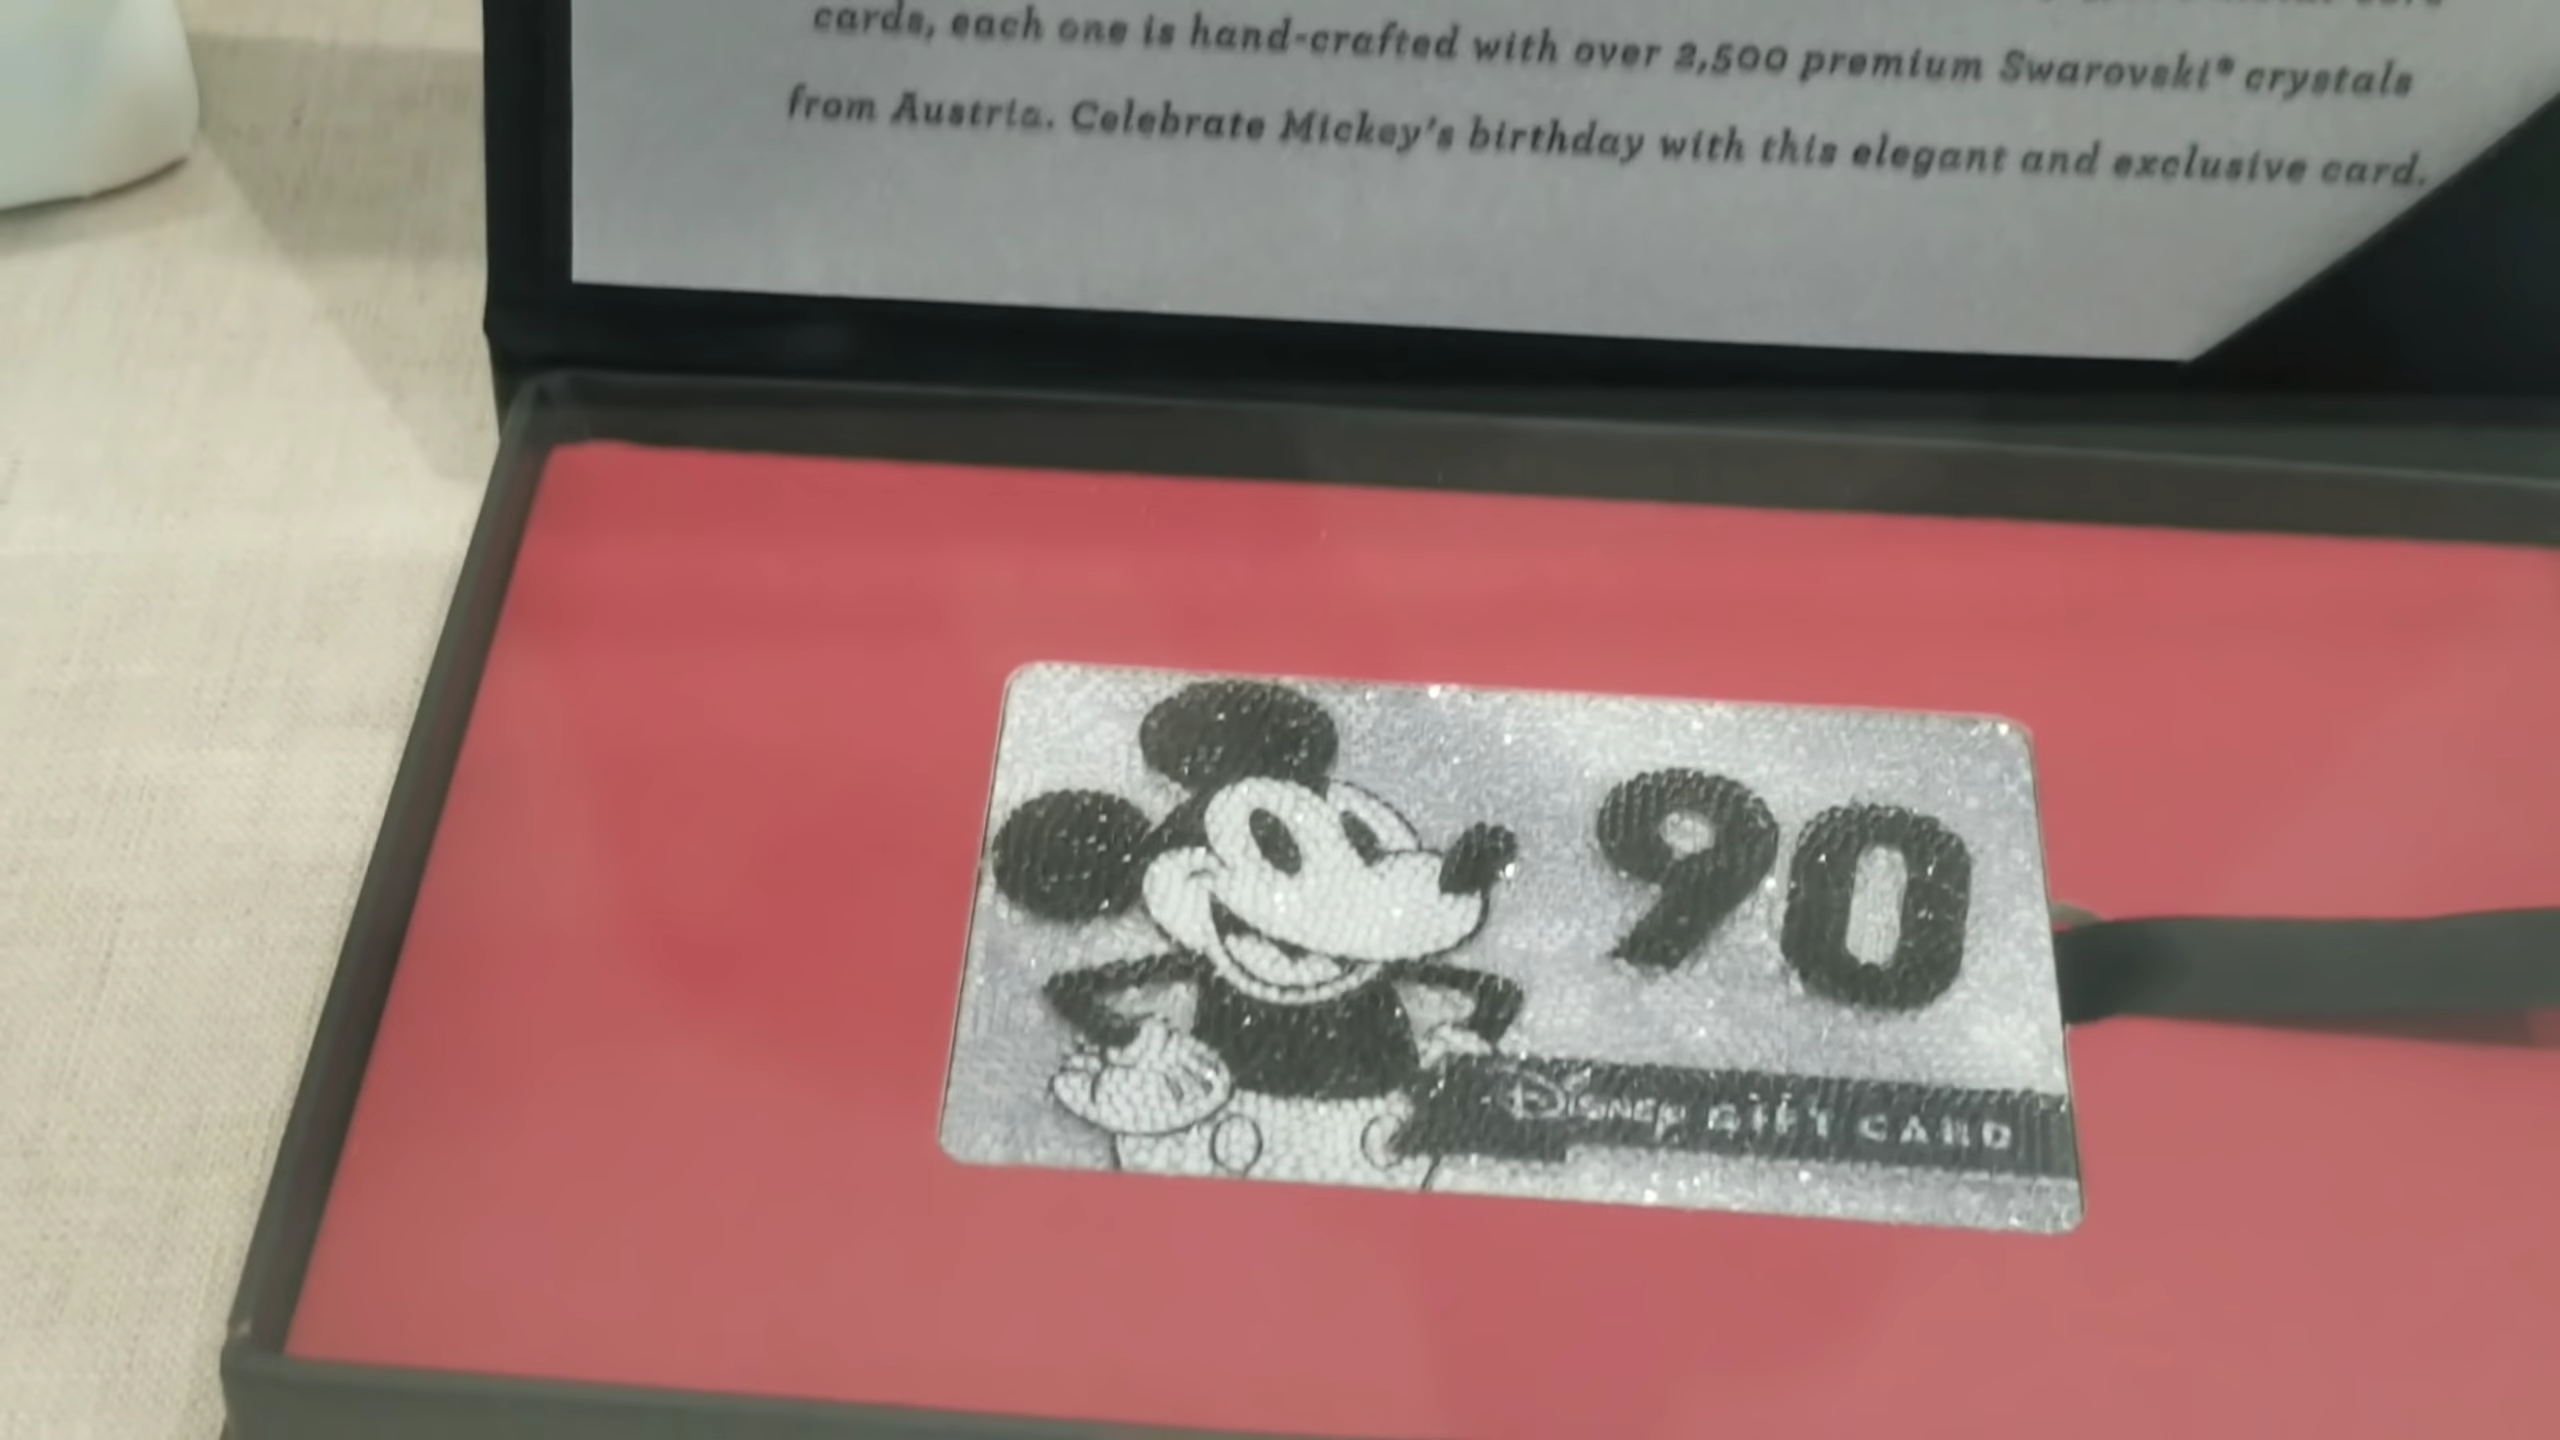 cards, each one is hand-crafted with over 2,500 premium Swarovski® crystals
from Austria. Celebrate Mickey's birthday with this elegant and exclusive card.
90
Disney GIFT CARD